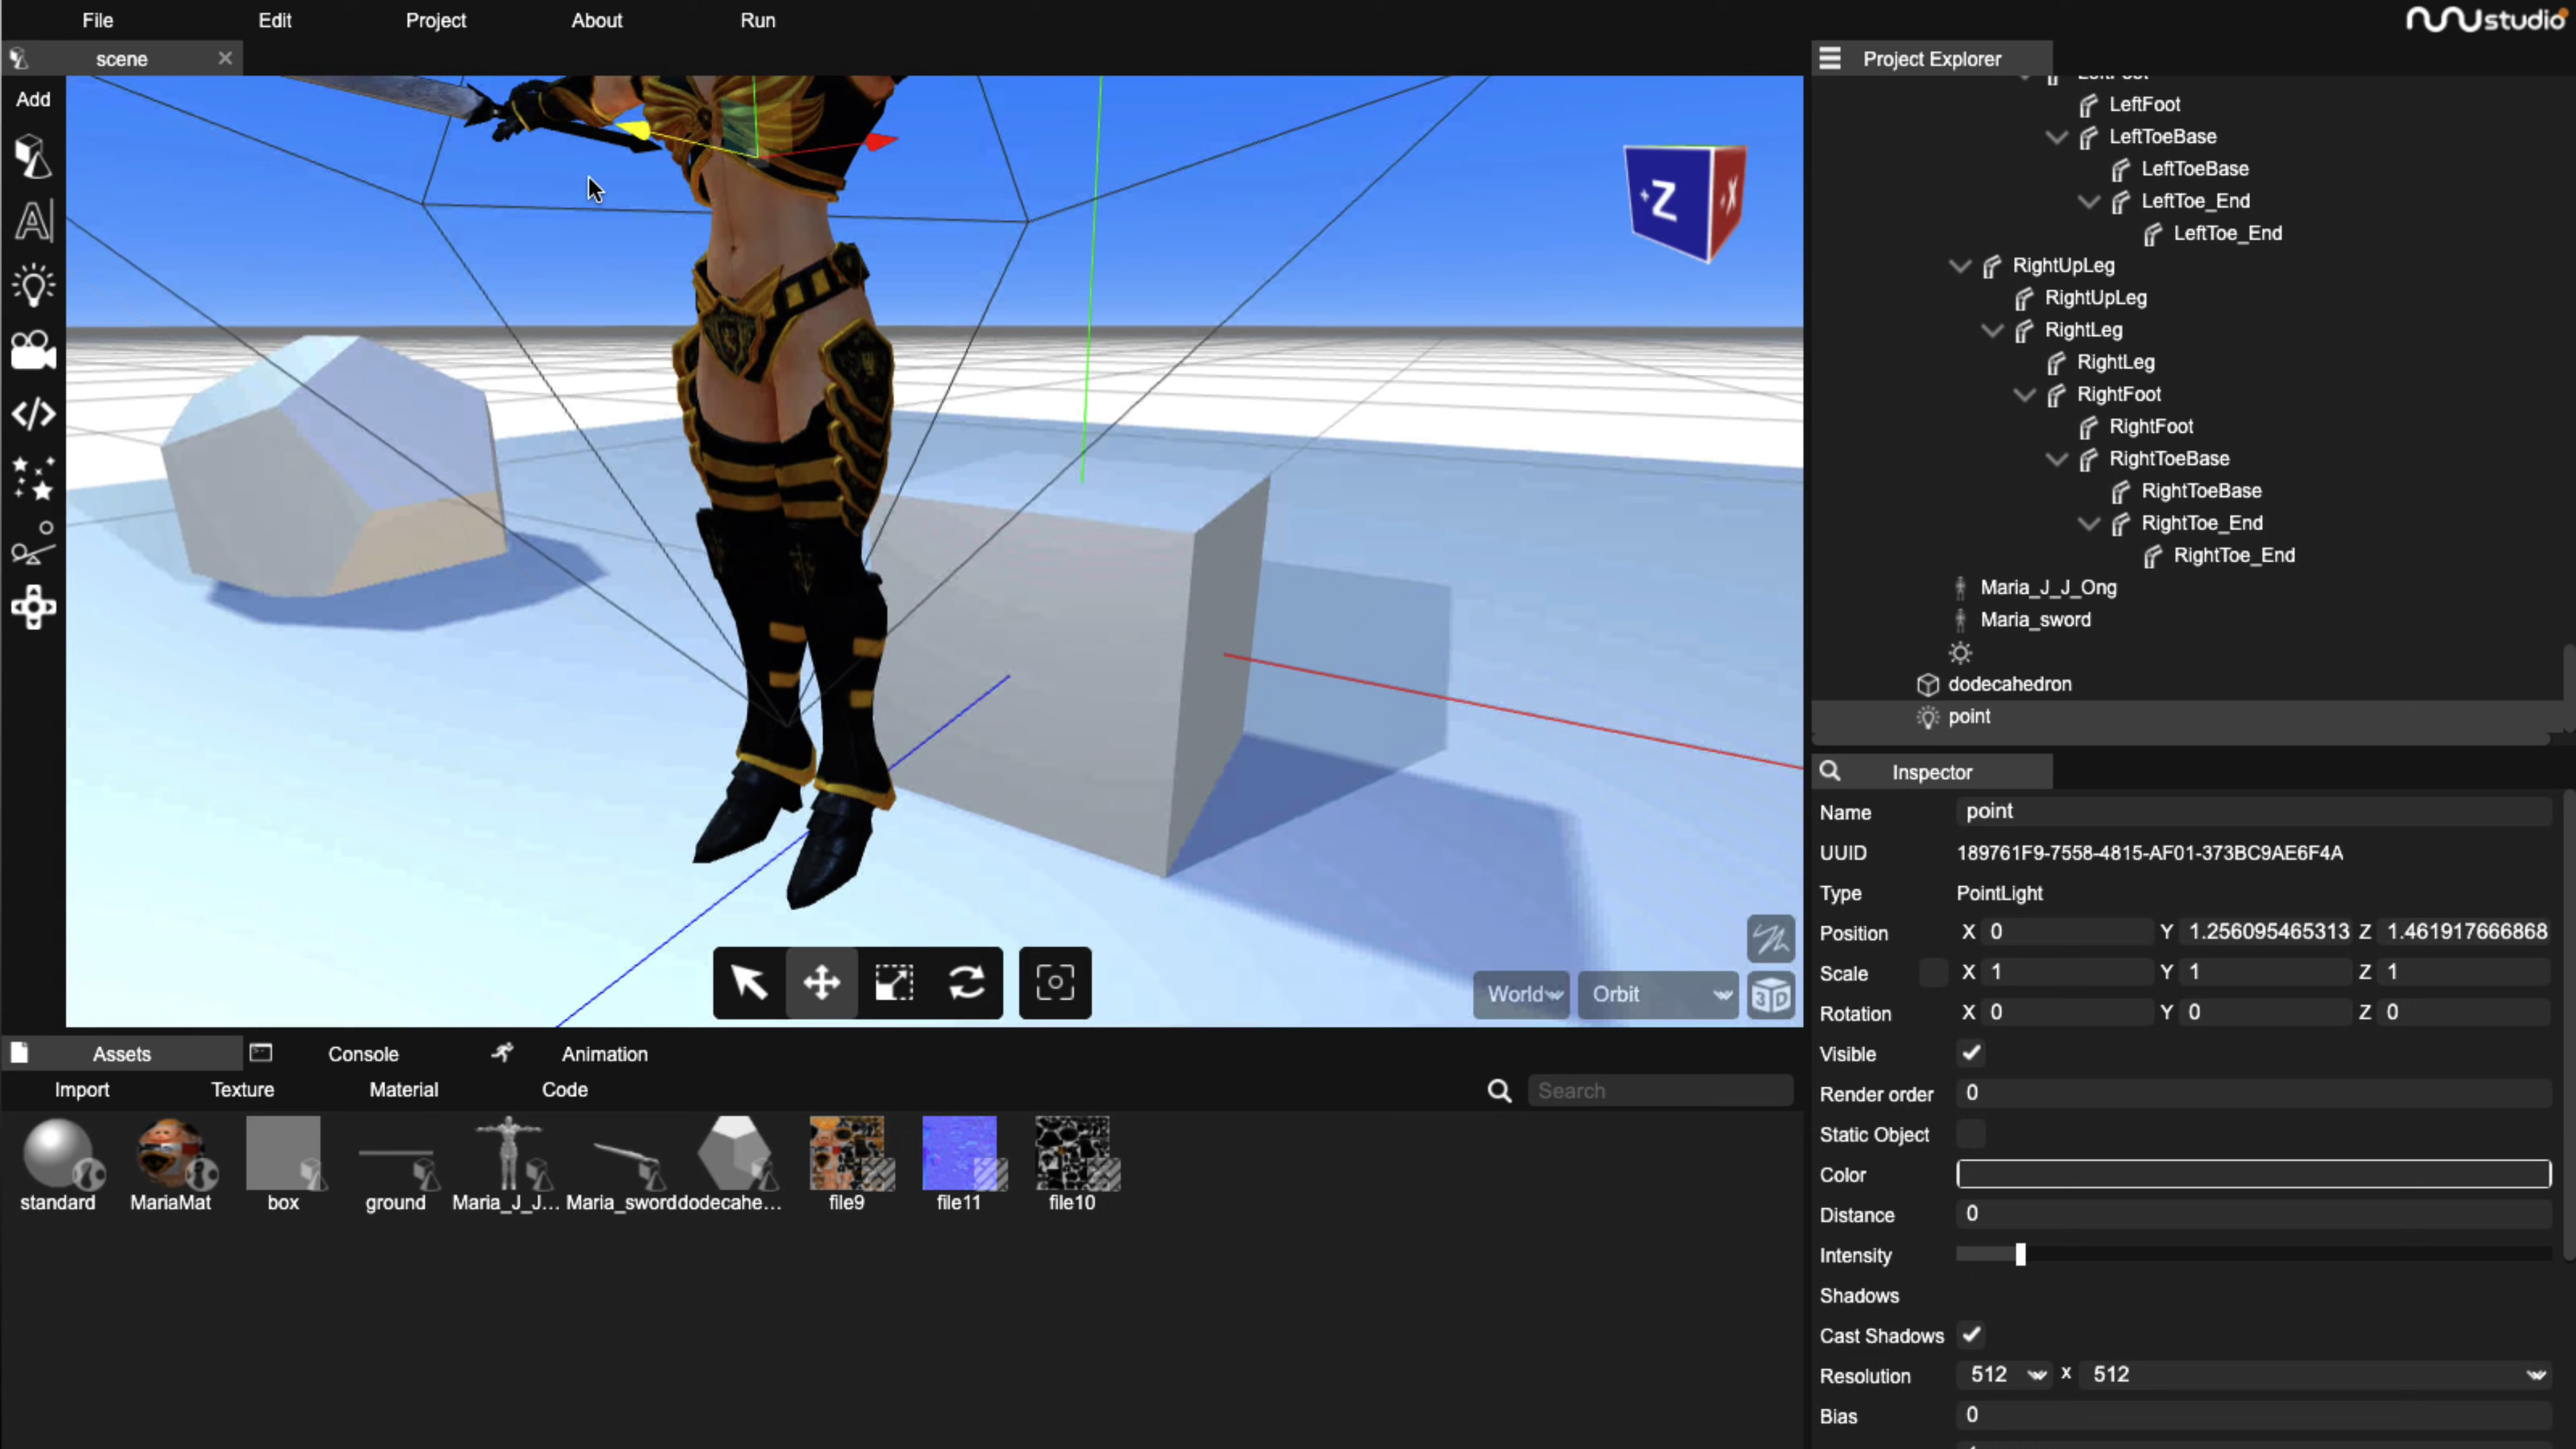 File Edit Project About Run
nunuStudio
scene
Project Explorer
Add
LeftFoot
LeftToeBase
LeftToeBase
LeftToe_End
LeftToe_End
RightUpLeg
RightUpLeg
RightLeg
RightLeg
RightFoot
RightFoot
RightToeBase
RightToeBase
RightToe_End
RightToe_End
Maria_J_J_Ong
Maria_sword
dodecahedron
point
+Z
-X
World Orbit
3D
Assets Console Animation
Import Texture Material Code
Search
standard MariaMat box ground Maria_J_J... Maria_sword dodecahe... file9 file11 file10
Inspector
Name point
UUID 189761F9-7558-4815-AF01-373BC9AE6F4A
Type PointLight
Position X 0 Y 1.256095465313 Z 1.461917666868
Scale X 1 Y 1 Z 1
Rotation X 0 Y 0 Z 0
Visible
Render order 0
Static Object
Color
Distance 0
Intensity
Shadows
Cast Shadows
Resolution 512 x 512
Bias 0